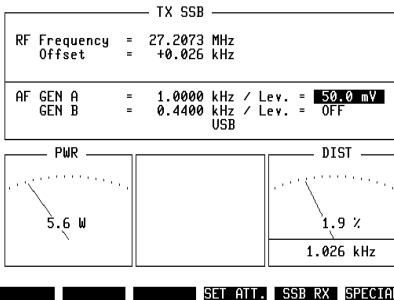 TX SSB
RF Frequency = 27.2073 MHz
Offset = +0.026 kHz
AF GEN A = 1.0000 kHz / Lev. = 50.0 mV
GEN B = 0.4400 kHz / Lev. = OFF
USB
PWR DIST
5.6 W 1.9 %
1.026 kHz
SET ATT. SSB RX SPECIAL